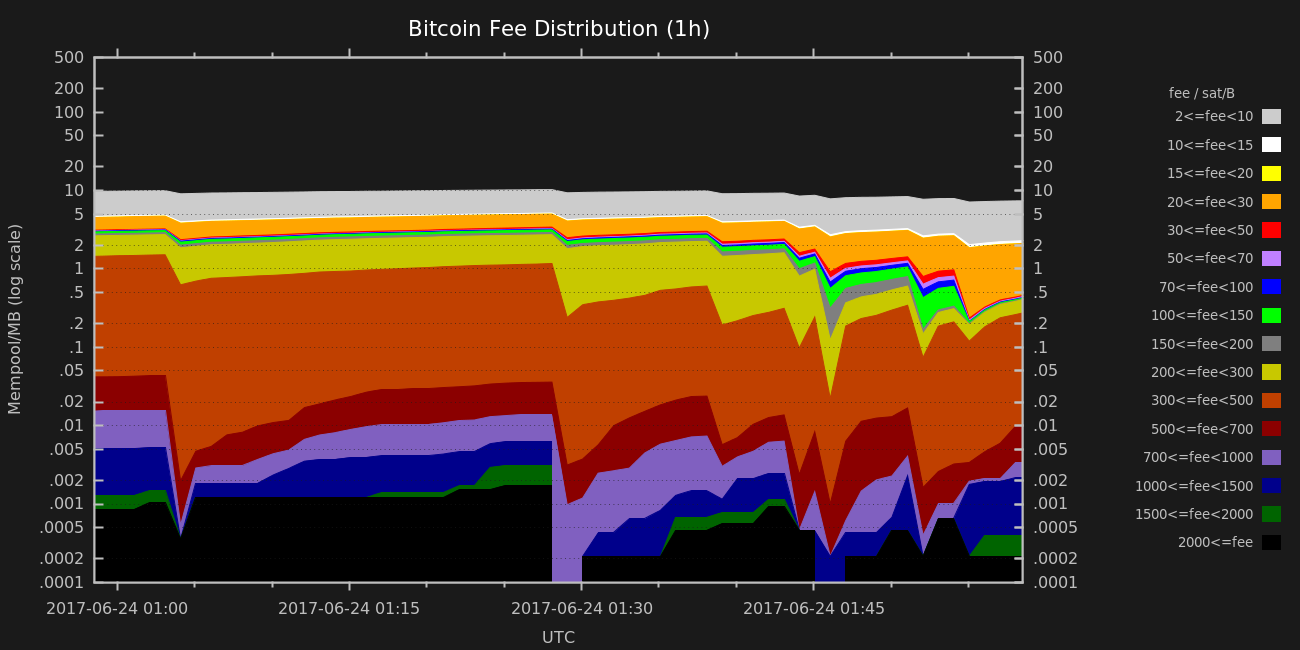 Bitcoin Fee Distribution (1h)
500 500
200 200
100 100
50 50
20 20
10 10
5 5
2 2
1 1
.5 .5
.2 .2
.1 .1
.05 .05
.02 .02
.01 .01
.005 .005
.002 .002
.001 .001
.0005 .0005
.0002 .0002
.0001 .0001
Mempool/MB (log scale)
2017-06-24 01:00 2017-06-24 01:15 2017-06-24 01:30 2017-06-24 01:45
UTC
fee / sat/B
2<=fee<10
10<=fee<15
15<=fee<20
20<=fee<30
30<=fee<50
50<=fee<70
70<=fee<100
100<=fee<150
150<=fee<200
200<=fee<300
300<=fee<500
500<=fee<700
700<=fee<1000
1000<=fee<1500
1500<=fee<2000
2000<=fee